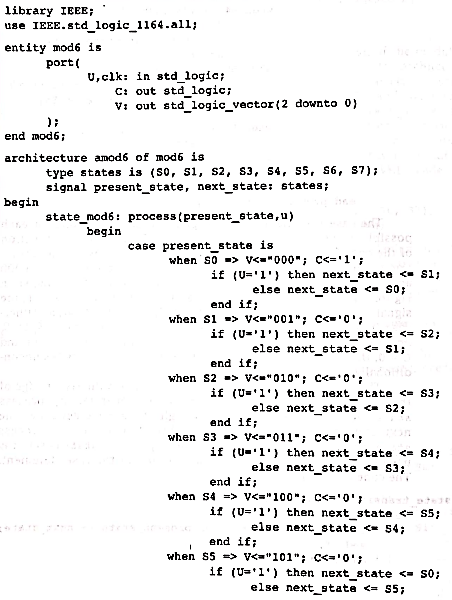 library IEEE;
use IEEE.std_logic_1164.all;
entity mod6 is
port(
U,clk: in std_logic;
C: out std_logic;
V: out std_logic_vector(2 downto 0)
);
end mod6;
architecture amod6 of mod6 is
type states is (S0, S1, S2, S3, S4, S5, S6, S7);
signal present_state, next_state: states;
begin
state_mod6: process(present_state,u)
begin
case present_state is
when S0 => V<="000"; C<='1';
if (U='1') then next_state <= S1;
else next_state <= S0;
end if;
when S1 => V<="001"; C<='0';
if (U='1') then next_state <= S2;
else next_state <= S1;
end if;
when S2 => V<="010"; C<='0';
if (U='1') then next_state <= S3;
else next_state <= S2;
end if;
when S3 => V<="011"; C<='0';
if (U='1') then next_state <= S4;
else next_state <= S3;
end if;
when S4 => V<="100"; C<='0';
if (U='1') then next_state <= S5;
else next_state <= S4;
end if;
when S5 => V<="101"; C<='0';
if (U='1') then next_state <= S0;
else next_state <= S5;